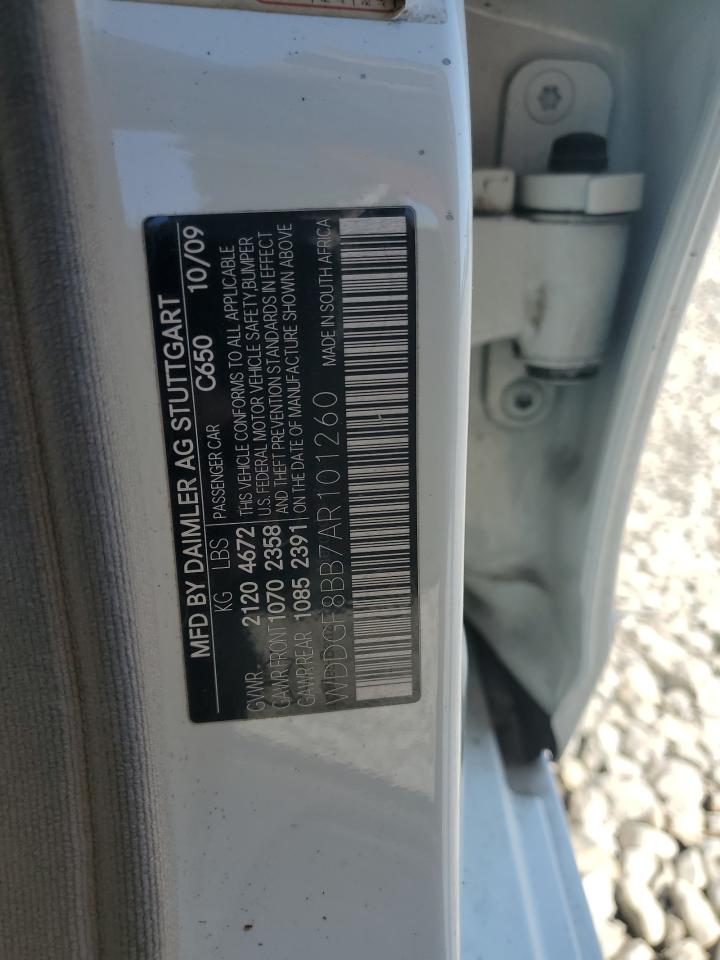 MFD BY DAIMLER AG STUTTGART
KG LBS PASSENGER CAR C650 10/09
GVWR 2120 4672 THIS VEHICLE CONFORMS TO ALL APPLICABLE
U.S. FEDERAL MOTOR VEHICLE SAFETY,BUMPER
GAWR FRONT 1070 2358 AND THEFT PREVENTION STANDARDS IN EFFECT
GAWR REAR 1085 2391 ON THE DATE OF MANUFACTURE SHOWN ABOVE
WDDGF8BB7AR101260 MADE IN SOUTH AFRICA